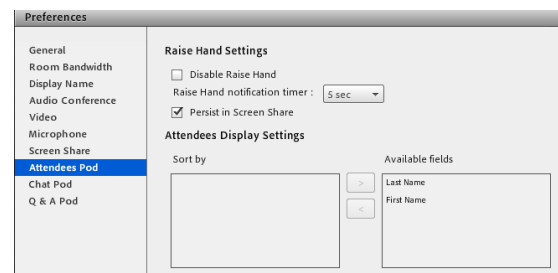 Preferences
General
Room Bandwidth
Display Name
Audio Conference
Video
Microphone
Screen Share
Attendees Pod
Chat Pod
Q & A Pod
Raise Hand Settings
Disable Raise Hand
Raise Hand notification timer :
5 sec
Persist in Screen Share
Attendees Display Settings
Sort by
Available fields
>
<
Last Name
First Name